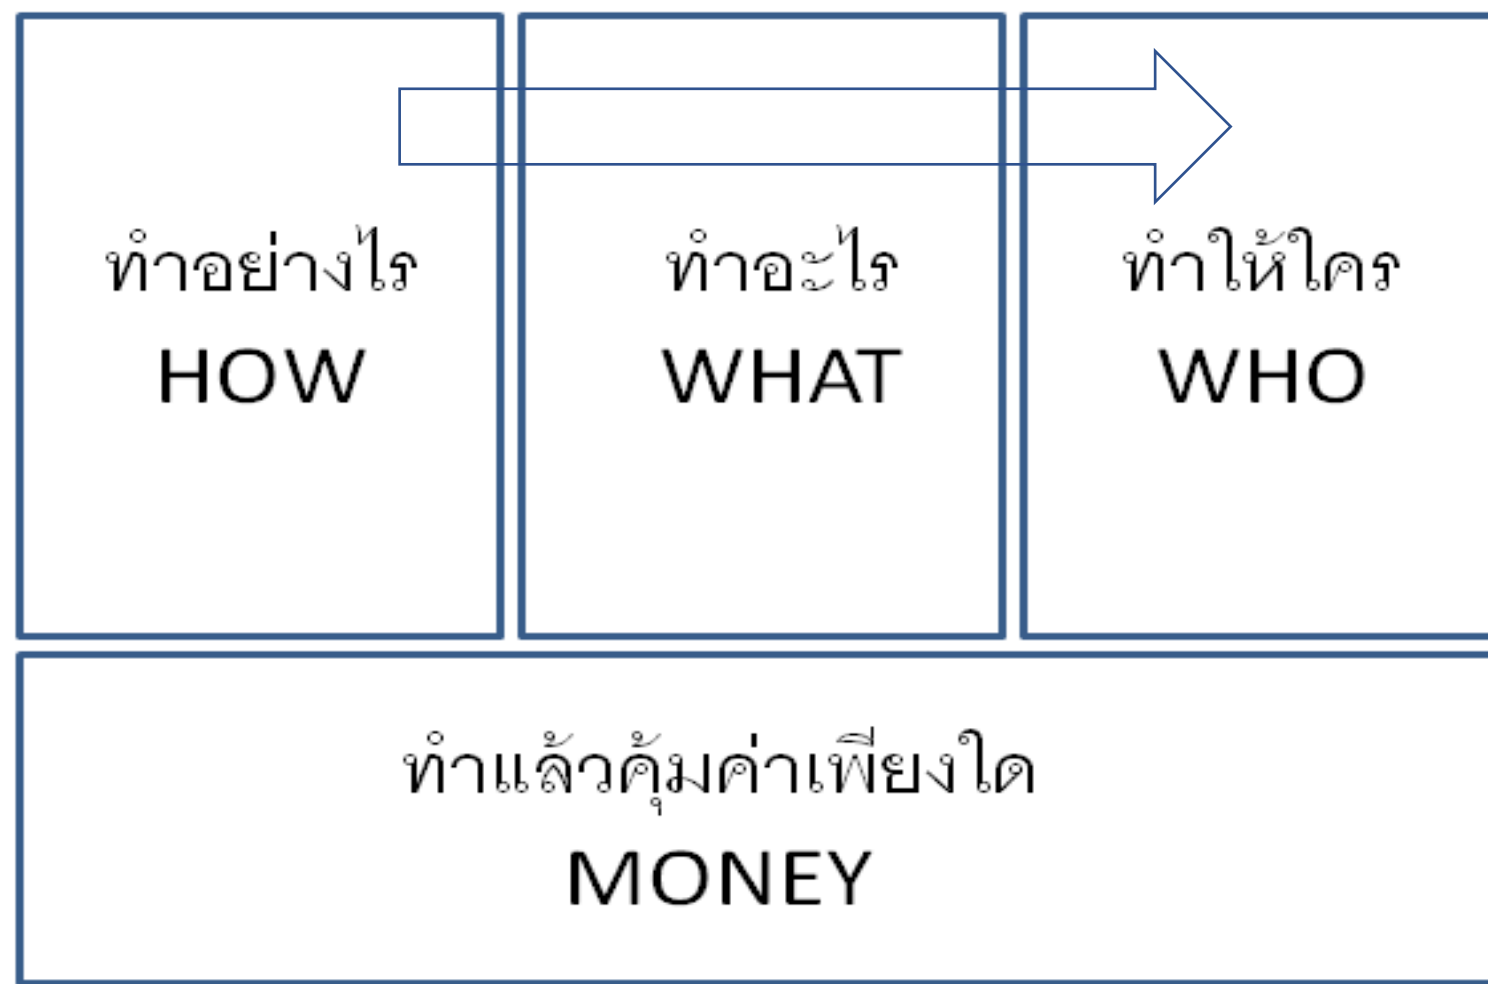 ทำอย่างไร
HOW
ทำอะไร
WHAT
ทำให้ใคร
WHO
ทำแล้วคุ้มค่าเพียงใด
MONEY